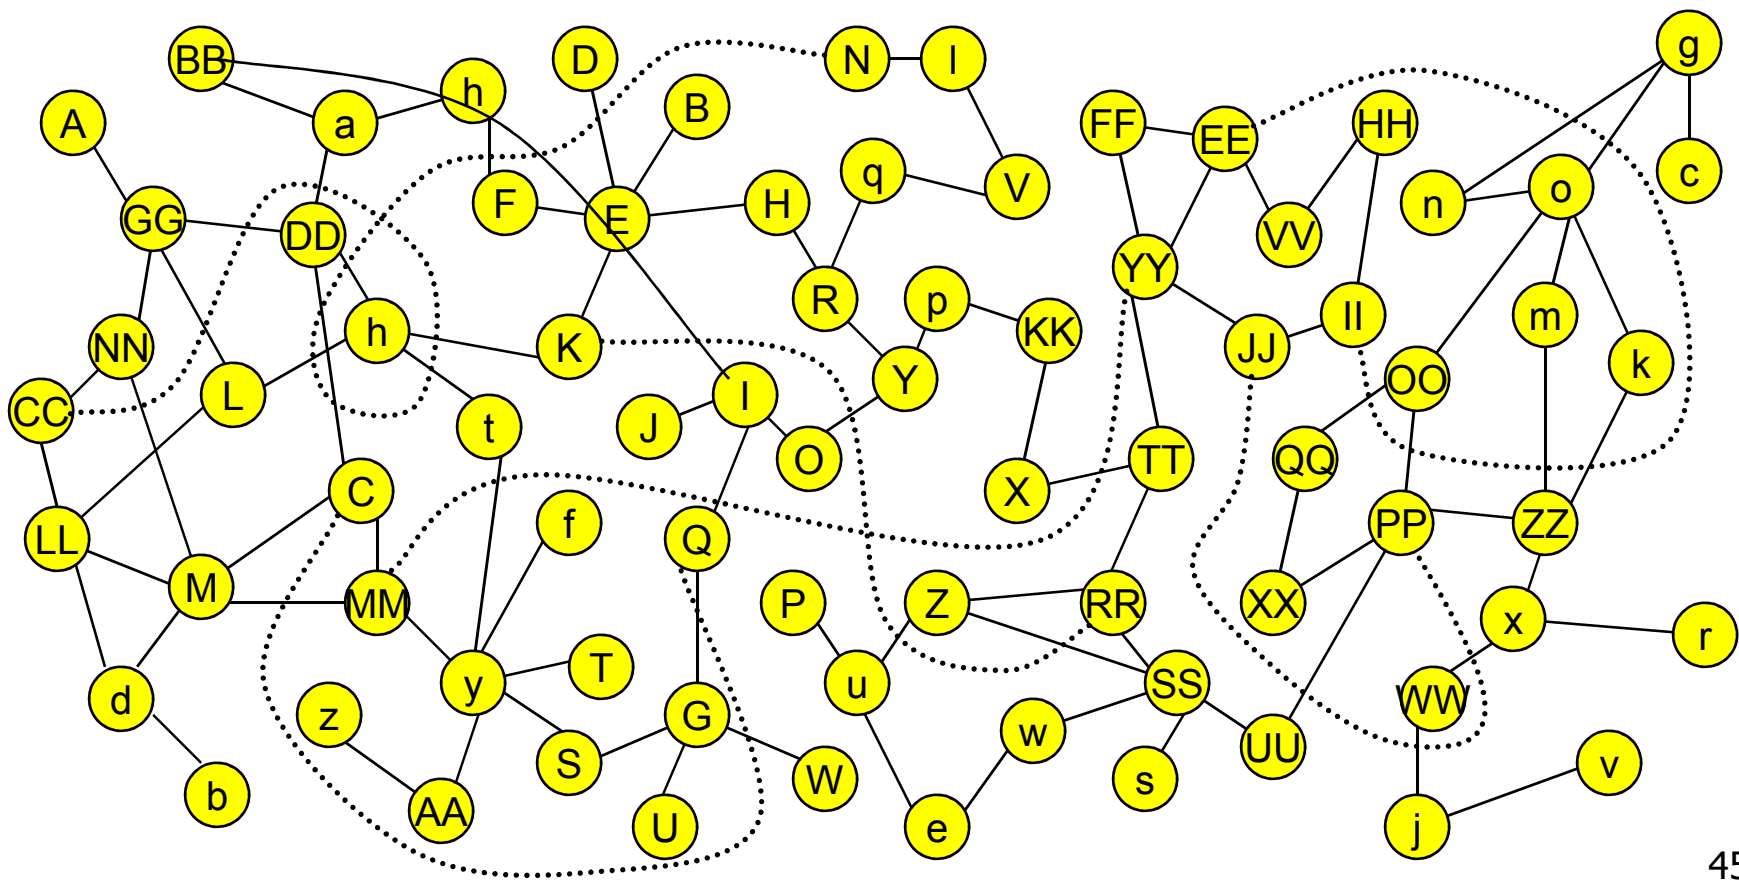 g
BB
D
N
I
h
B
A
a
FF
EE
HH
q
c
V
o
n
F
H
E
GG
DD
VV
YY
R
p
II
m
h
KK
NN
K
JJ
k
Y
OO
L
I
CC
t
J
O
TT
QQ
C
X
f
PP
ZZ
LL
Q
M
MM
P
Z
RR
XX
x
r
T
y
u
SS
d
WW
z
G
w
UU
S
v
W
s
b
AA
U
e
j
45